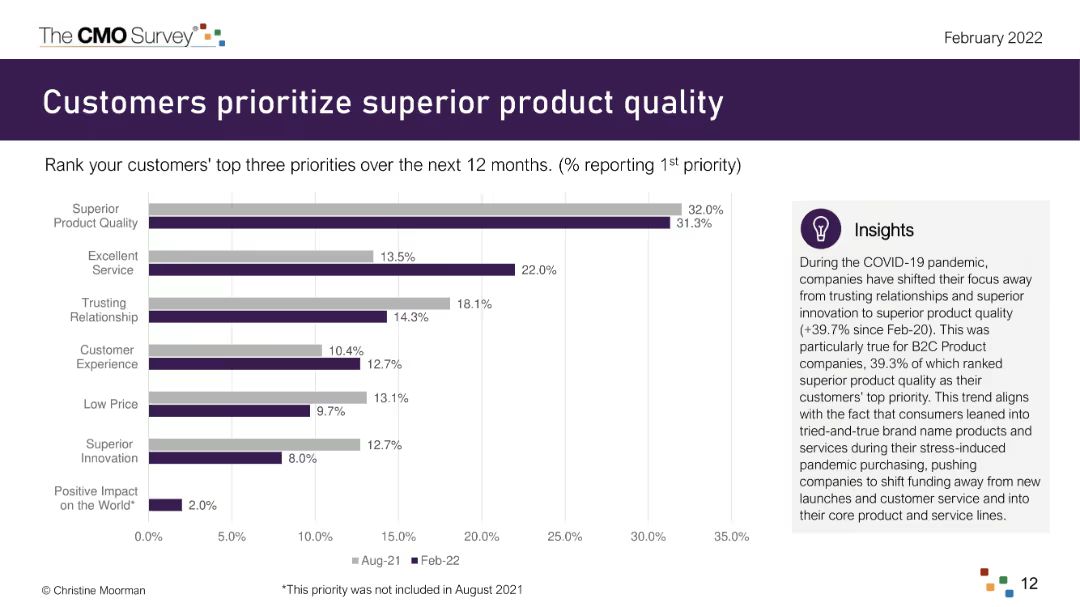 The CMO Survey®
February 2022
Customers prioritize superior product quality
Rank your customers' top three priorities over the next 12 months. (% reporting 1st priority)
Superior
Product Quality
32.0%
31.3%
Excellent
Service
13.5%
22.0%
Trusting
Relationship
18.1%
14.3%
Customer
Experience
10.4%
12.7%
Low Price
13.1%
9.7%
Superior
Innovation
12.7%
8.0%
Positive Impact
on the World*
2.0%
0.0% 5.0% 10.0% 15.0% 20.0% 25.0% 30.0% 35.0%
Aug-21 Feb-22
Insights
During the COVID-19 pandemic,
companies have shifted their focus away
from trusting relationships and superior
innovation to superior product quality
(+39.7% since Feb-20). This was
particularly true for B2C Product
companies, 39.3% of which ranked
superior product quality as their
customers' top priority. This trend aligns
with the fact that consumers leaned into
tried-and-true brand name products and
services during their stress-induced
pandemic purchasing, pushing
companies to shift funding away from new
launches and customer service and into
their core product and service lines.
© Christine Moorman
*This priority was not included in August 2021
12